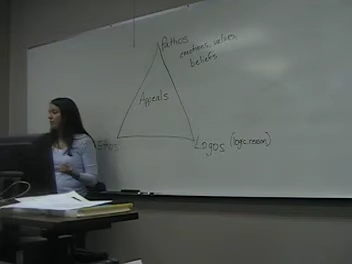 Pathos
emotions, values,
beliefs
Appeals
Ethos
Logos (logic, reason)